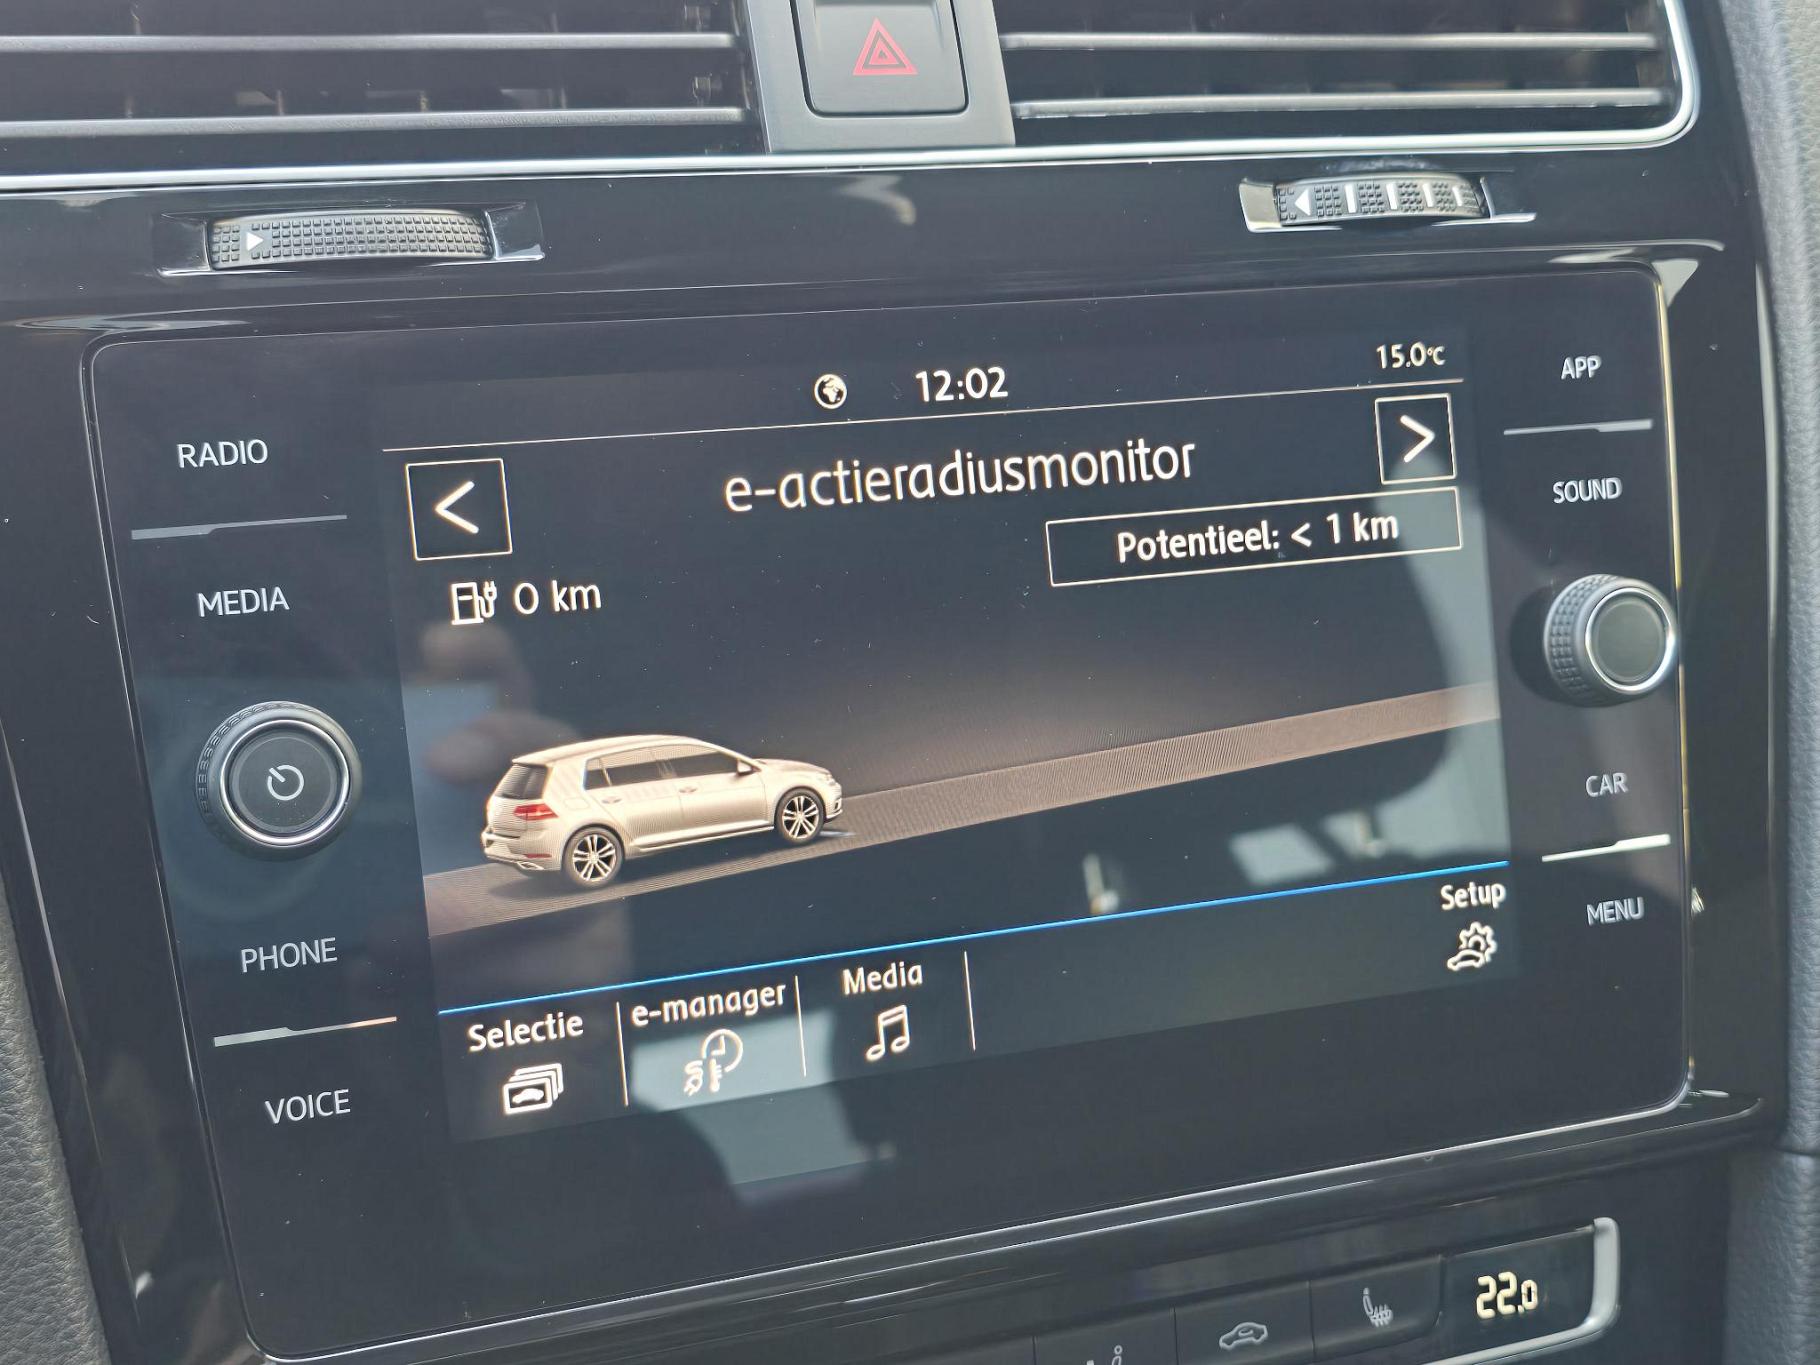 12:02
15.0°C
RADIO
MEDIA
PHONE
VOICE
e-actieradiusmonitor
Potentieel: < 1 km
0 km
Selectie
e-manager
Media
Setup
APP
SOUND
CAR
MENU
22.0